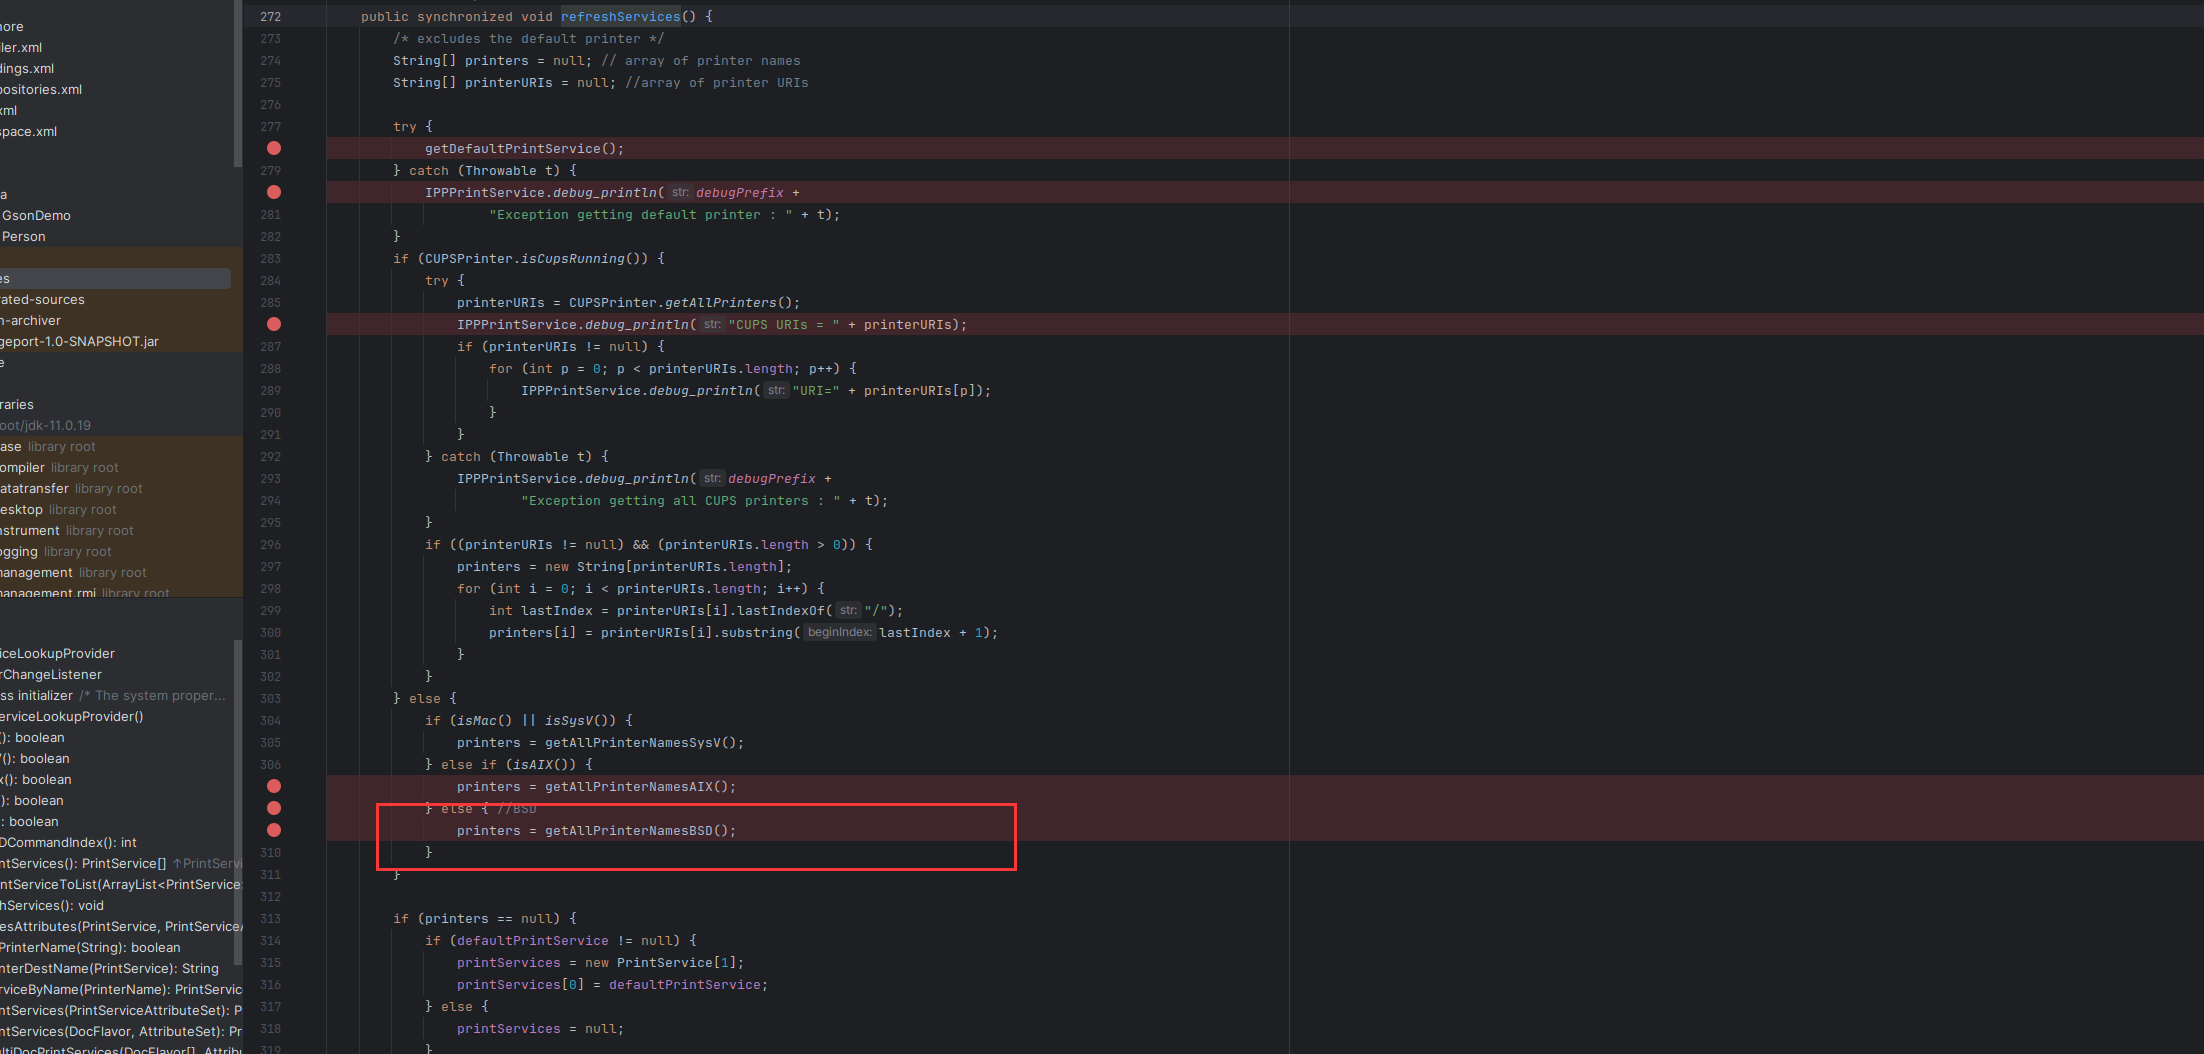 ore
ler.xml
dings.xml
positories.xml
xml
space.xml
a
GsonDemo
Person
es
rated-sources
n-archiver
geport-1.0-SNAPSHOT.jar
e
raries
oot/jdk-11.0.19
ase library root
ompiler library root
atatransfer library root
esktop library root
nstrument library root
ogging library root
management library root
management.rmi library root
iceLookupProvider
rChangeListener
ss initializer /* The system proper...
erviceLookupProvider()
(): boolean
/(): boolean
x(): boolean
(): boolean
: boolean
DCommandIndex(): int
ntServices(): PrintService[] ↑PrintServi
ntServiceToList(ArrayList<PrintService>
hServices(): void
esAttributes(PrintService, PrintServiceA
PrinterName(String): boolean
nterDestName(PrintService): String
rviceByName(PrinterName): PrintService
ntServices(PrintServiceAttributeSet): P
ntServices(DocFlavor, AttributeSet): Pr
ultiDocPrintServices(DocFlavor[], Attrib
272 public synchronized void refreshServices() {
273 /* excludes the default printer */
274 String[] printers = null; // array of printer names
275 String[] printerURIs = null; //array of printer URIs
276
277 try {
getDefaultPrintService();
279 } catch (Throwable t) {
IPPPrintService.debug_println( str: debugPrefix +
281 "Exception getting default printer : " + t);
282 }
283 if (CUPSPrinter.isCupsRunning()) {
284 try {
285 printerURIs = CUPSPrinter.getAllPrinters();
IPPPrintService.debug_println( str: "CUPS URIs = " + printerURIs);
287 if (printerURIs != null) {
288 for (int p = 0; p < printerURIs.length; p++) {
289 IPPPrintService.debug_println( str: "URI=" + printerURIs[p]);
290 }
291 }
292 } catch (Throwable t) {
293 IPPPrintService.debug_println( str: debugPrefix +
294 "Exception getting all CUPS printers : " + t);
295 }
296 if ((printerURIs != null) && (printerURIs.length > 0)) {
297 printers = new String[printerURIs.length];
298 for (int i = 0; i < printerURIs.length; i++) {
299 int lastIndex = printerURIs[i].lastIndexOf( str: "/");
300 printers[i] = printerURIs[i].substring( beginIndex: lastIndex + 1);
301 }
302 }
303 } else {
304 if (isMac() || isSysV()) {
305 printers = getAllPrinterNamesSysV();
306 } else if (isAIX()) {
printers = getAllPrinterNamesAIX();
} else { //BSD
printers = getAllPrinterNamesBSD();
310 }
311 }
312
313 if (printers == null) {
314 if (defaultPrintService != null) {
315 printServices = new PrintService[1];
316 printServices[0] = defaultPrintService;
317 } else {
318 printServices = null;
319 }